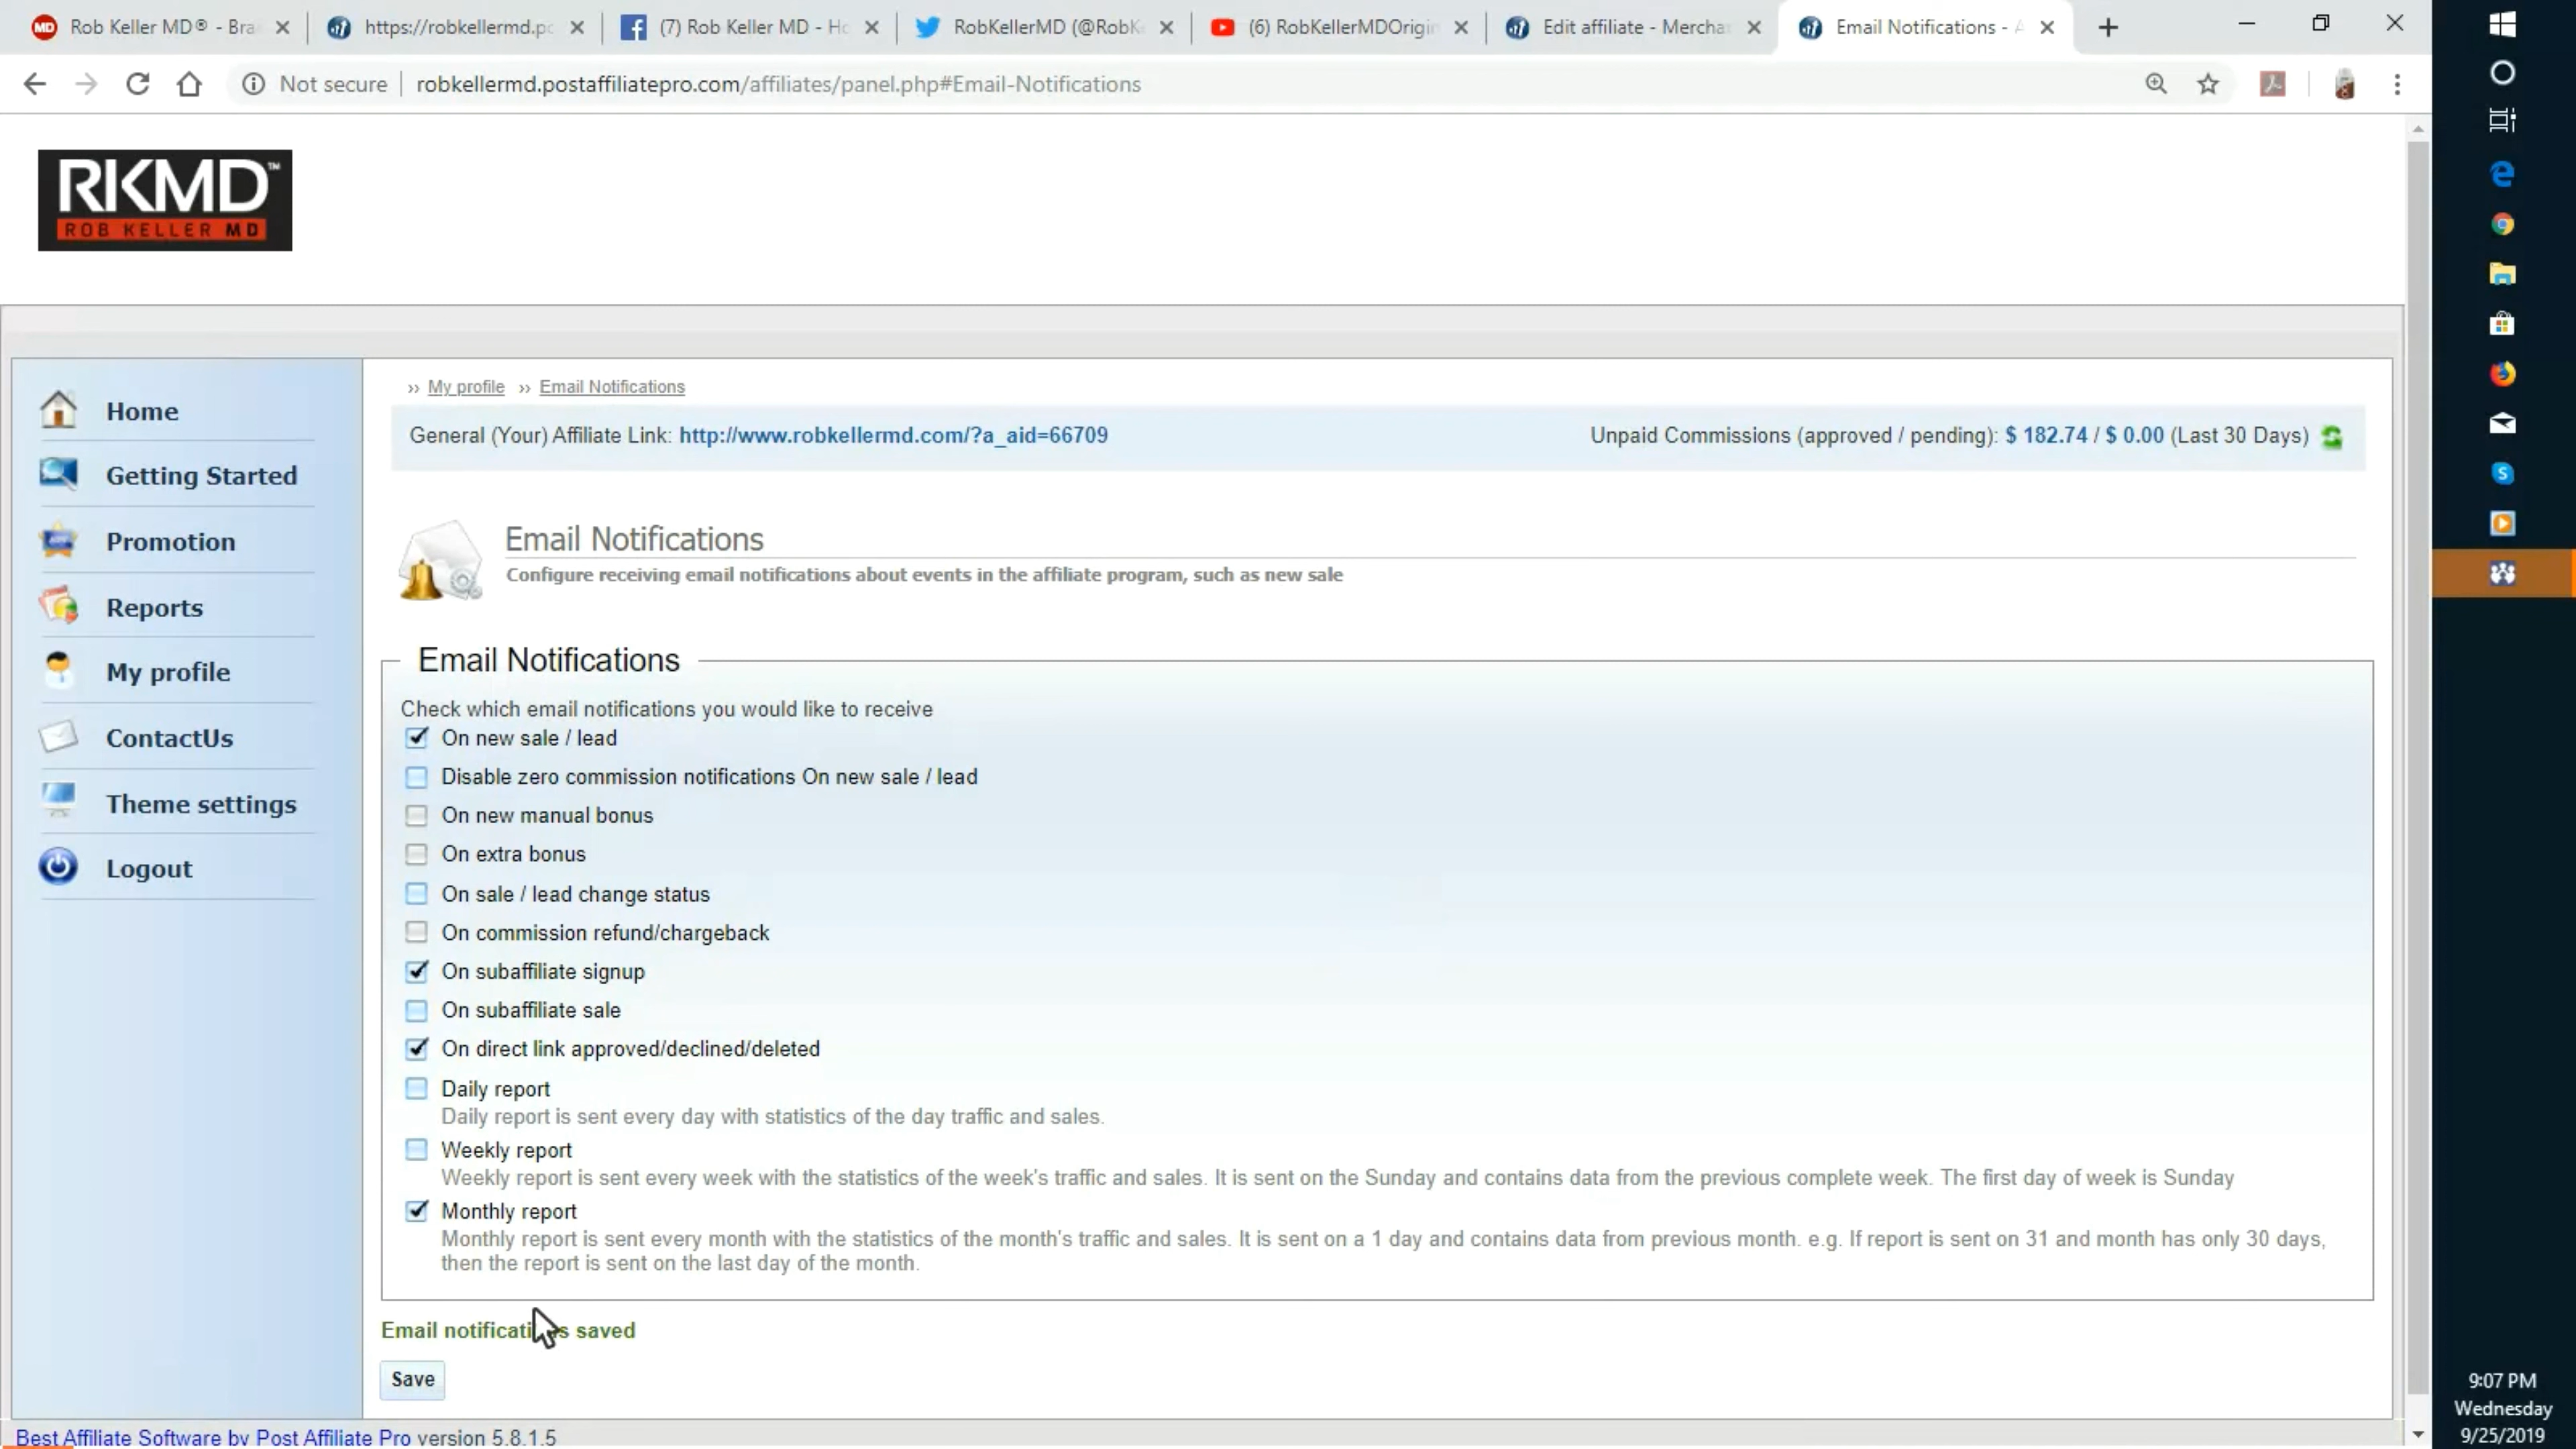 MD Rob Keller MD® - Bra
https://robkellermd.po
(7) Rob Keller MD - Ho
RobKellerMD (@RobK
(6) RobKellerMDOrigin
Edit affiliate - Mercha
Email Notifications - A
Not secure | robkellermd.postaffiliatepro.com/affiliates/panel.php#Email-Notifications
RKMD™
ROB KELLER MD
Home
Getting Started
Promotion
Reports
My profile
ContactUs
Theme settings
Logout
›› My profile ›› Email Notifications
General (Your) Affiliate Link: http://www.robkellermd.com/?a_aid=66709 Unpaid Commissions (approved / pending): $ 182.74 / $ 0.00 (Last 30 Days)
Email Notifications
Configure receiving email notifications about events in the affiliate program, such as new sale
Email Notifications
Check which email notifications you would like to receive
On new sale / lead
Disable zero commission notifications On new sale / lead
On new manual bonus
On extra bonus
On sale / lead change status
On commission refund/chargeback
On subaffiliate signup
On subaffiliate sale
On direct link approved/declined/deleted
Daily report
Daily report is sent every day with statistics of the day traffic and sales.
Weekly report
Weekly report is sent every week with the statistics of the week's traffic and sales. It is sent on the Sunday and contains data from the previous complete week. The first day of week is Sunday
Monthly report
Monthly report is sent every month with the statistics of the month's traffic and sales. It is sent on a 1 day and contains data from previous month. e.g. If report is sent on 31 and month has only 30 days,
then the report is sent on the last day of the month.
Email notifications saved
Save
Best Affiliate Software by Post Affiliate Pro version 5.8.1.5
9:07 PM
Wednesday
9/25/2019